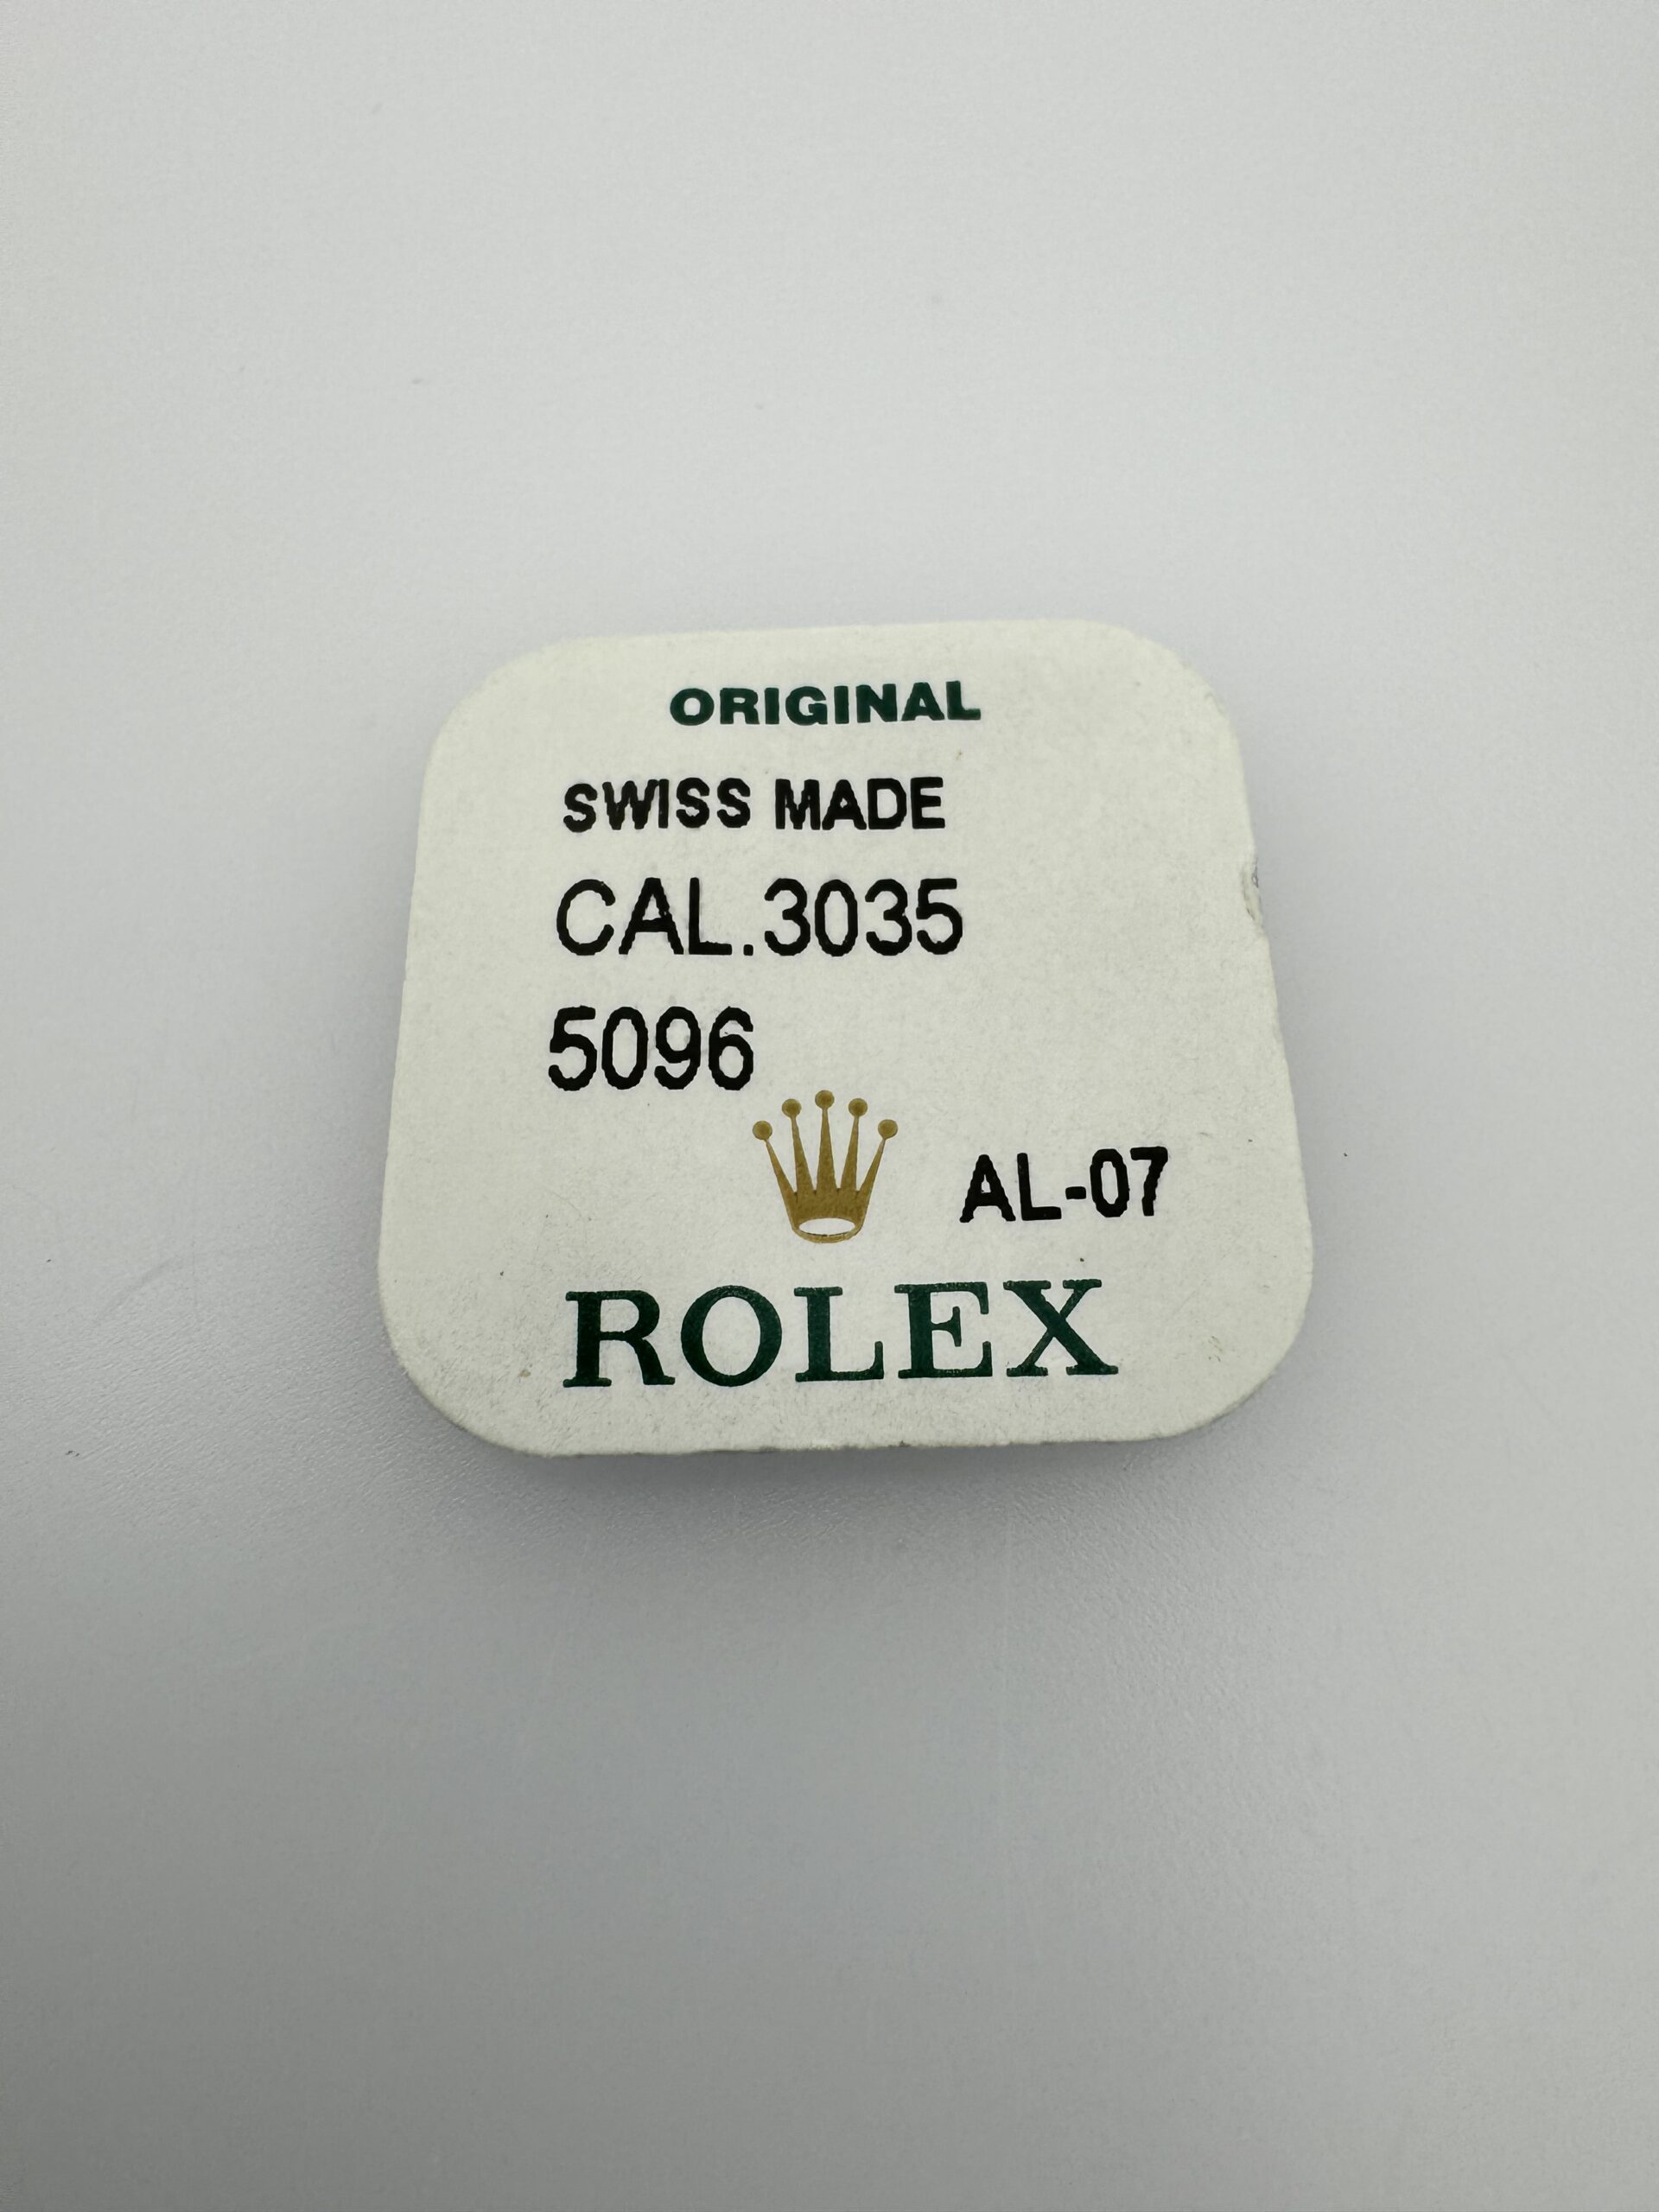 ORIGINAL
SWISS MADE
CAL.3035
5096
AL-07
ROLEX